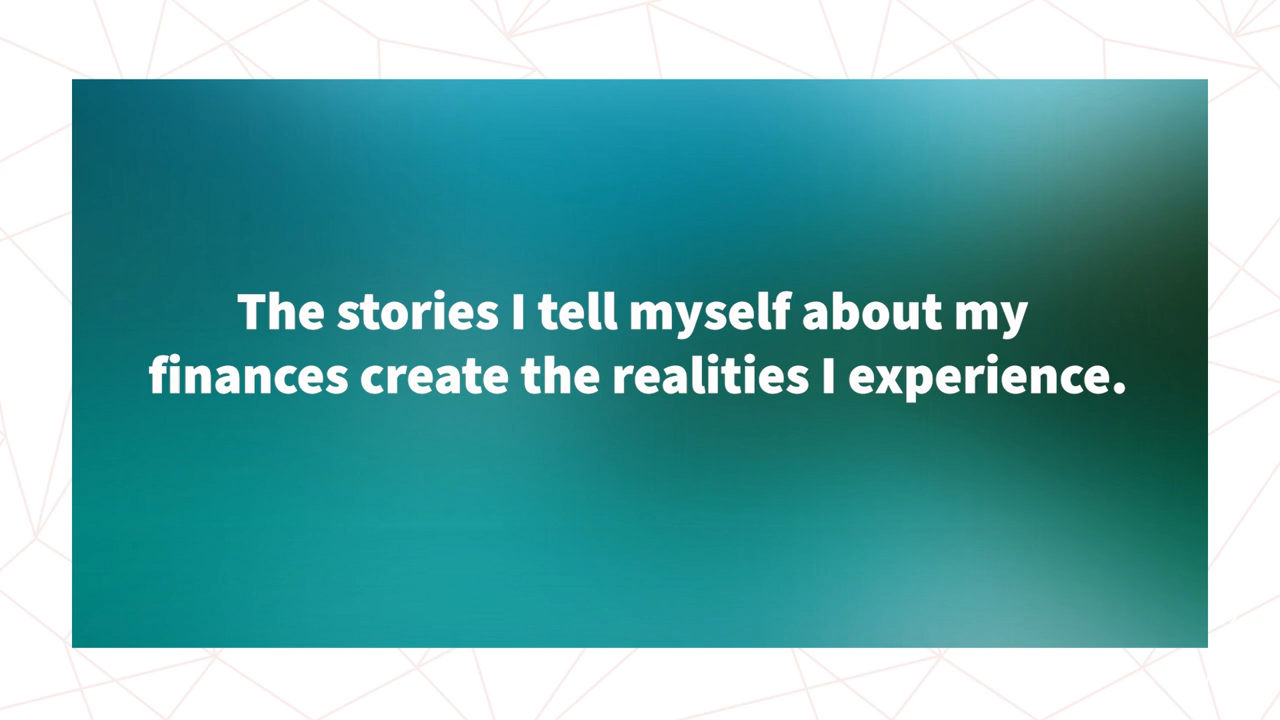 The stories I tell myself about my
finances create the realities I experience.